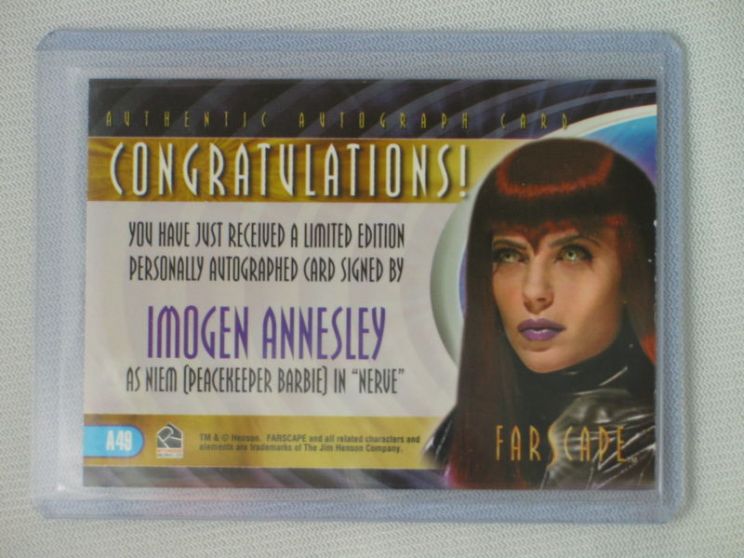 AUTHENTIC AUTOGRAPH CARD
CONGRATULATIONS!
YOU HAVE JUST RECEIVED A LIMITED EDITION
PERSONALLY AUTOGRAPHED CARD SIGNED BY
IMOGEN ANNESLEY
AS NIEM (PEACEKEEPER BARBIE) IN “NERVE”
A49
TM & © Henson. FARSCAPE and all related characters and
elements are trademarks of The Jim Henson Company.
FARSCAPE™